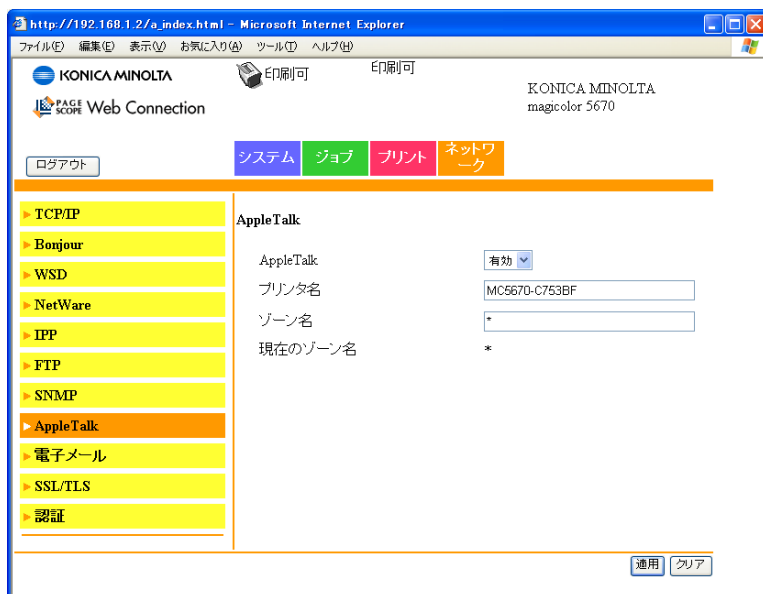 http://192.168.1.2/a_index.html - Microsoft Internet Explorer
ファイル(F) 編集(E) 表示(V) お気に入り(A) ツール(T) ヘルプ(H)
KONICA MINOLTA
印刷可
印刷可
KONICA MINOLTA
magicolor 5670
PAGE SCOPE Web Connection
ログアウト
システム
ジョブ
プリント
ネットワ
ーク
TCP/IP
Bonjour
WSD
NetWare
IPP
FTP
SNMP
AppleTalk
電子メール
SSL/TLS
認証
AppleTalk
AppleTalk 有効
プリンタ名 MC5670-C753BF
ゾーン名 *
現在のゾーン名 *
適用 クリア